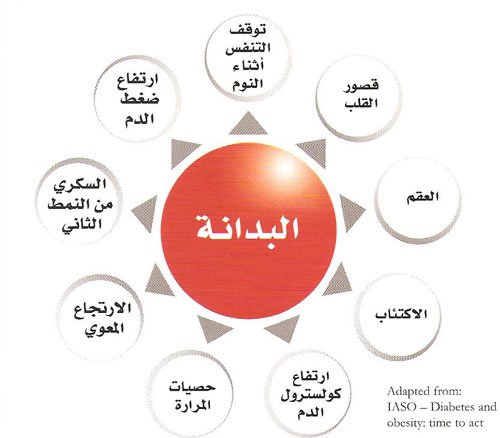 توقف
التنفس
أثناء
النوم
قصور
القلب
العقم
الاكتئاب
ارتفاع
كولسترول
الدم
حصيات
المرارة
الارتجاع
المعوي
السكري
من النمط
الثاني
ارتفاع
ضغط
الدم
البدانة
Adapted from:
IASO – Diabetes and
obesity: time to act